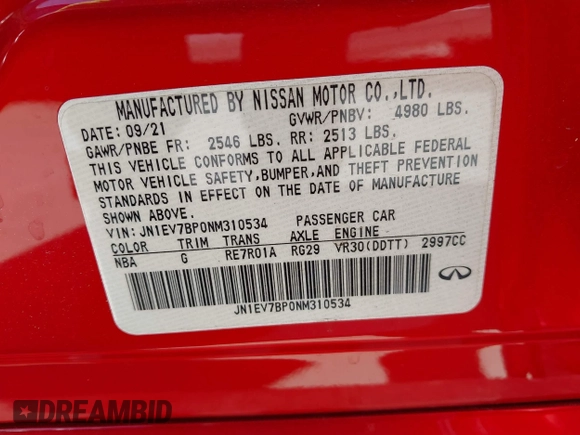 MANUFACTURED BY NISSAN MOTOR CO.,LTD.
DATE: 09/21 GVWR/PNBV: 4980 LBS.
GAWR/PNBE FR: 2546 LBS. RR: 2513 LBS.
THIS VEHICLE CONFORMS TO ALL APPLICABLE FEDERAL
MOTOR VEHICLE SAFETY,BUMPER,AND THEFT PREVENTION
STANDARDS IN EFFECT ON THE DATE OF MANUFACTURE
SHOWN ABOVE.
VIN: JN1EV7BP0NM310534 PASSENGER CAR
COLOR TRIM TRANS AXLE ENGINE
NBA G RE7R01A RG29 VR30(DDTT) 2997CC
JN1EV7BP0NM310534
DREAMBID